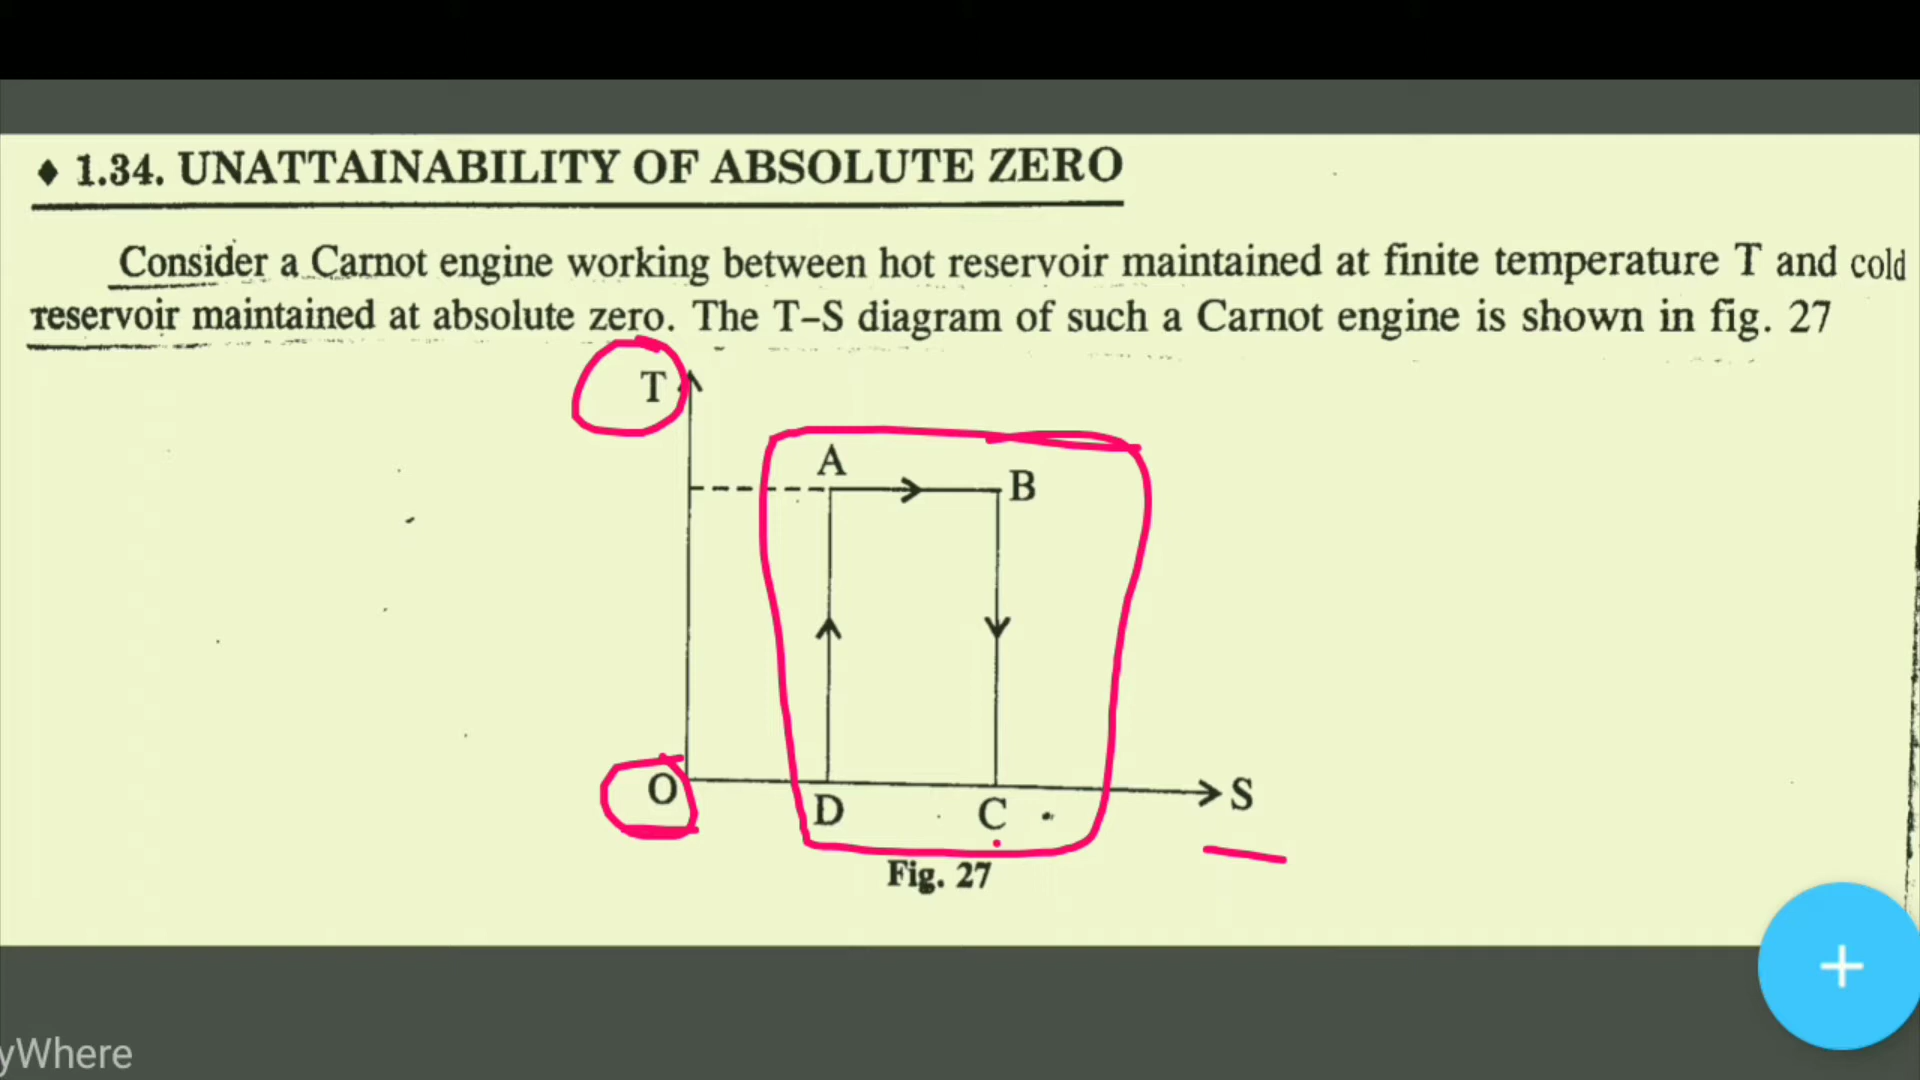 ♦ 1.34. UNATTAINABILITY OF ABSOLUTE ZERO
Consider a Carnot engine working between hot reservoir maintained at finite temperature T and cold
reservoir maintained at absolute zero. The T–S diagram of such a Carnot engine is shown in fig. 27
T
A
B
O
D
C
S
Fig. 27
+
yWhere